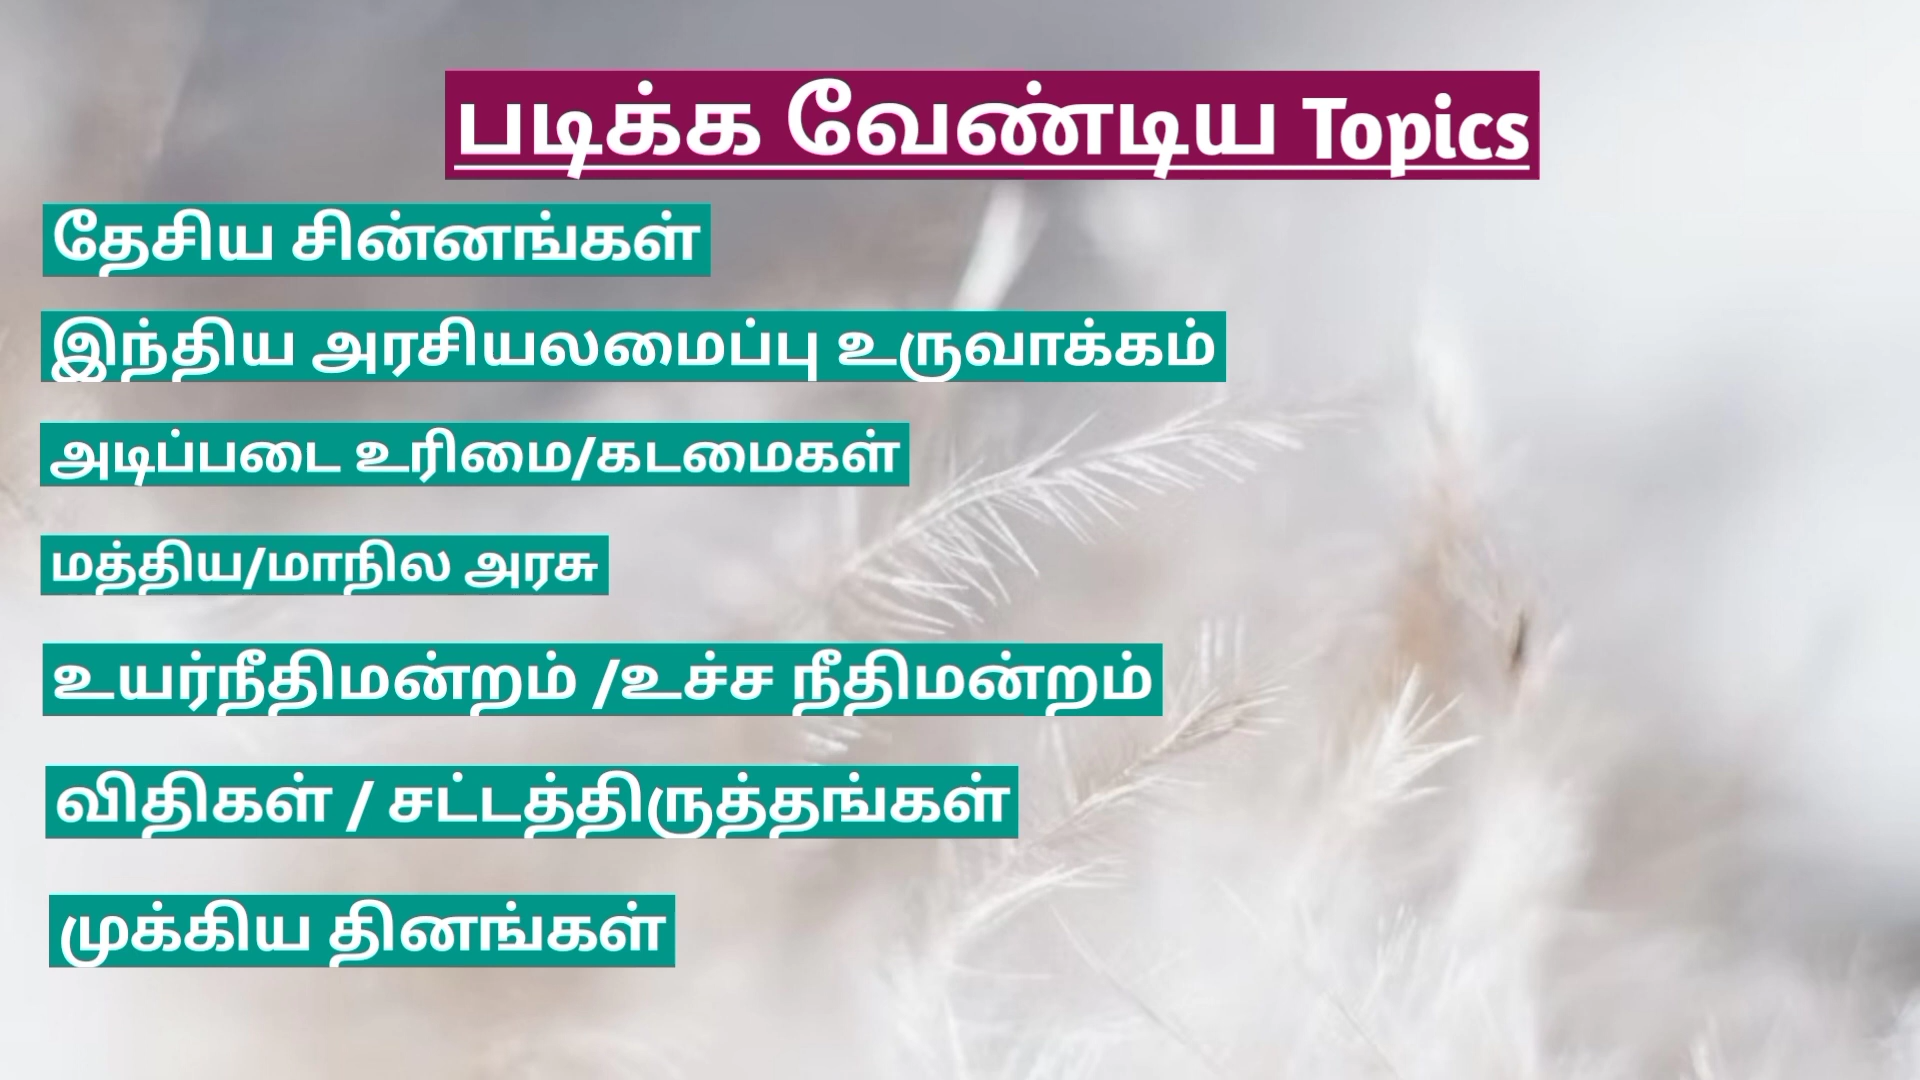 படிக்க வேண்டிய Topics
தேசிய சின்னங்கள்
இந்திய அரசியலமைப்பு உருவாக்கம்
அடிப்படை உரிமை/கடமைகள்
மத்திய/மாநில அரசு
உயர்நீதிமன்றம் /உச்ச நீதிமன்றம்
விதிகள் / சட்டத்திருத்தங்கள்
முக்கிய தினங்கள்